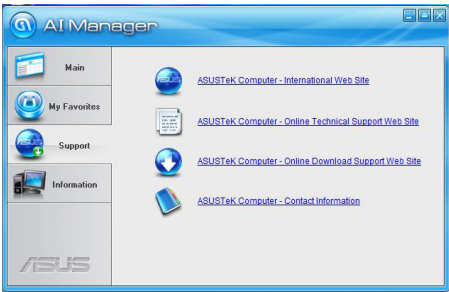 AI Manager
Main
My Favorites
Support
Information
ASUSTeK Computer - International Web Site
ASUSTeK Computer - Online Technical Support Web Site
ASUSTeK Computer - Online Download Support Web Site
ASUSTeK Computer - Contact Information
ASUS